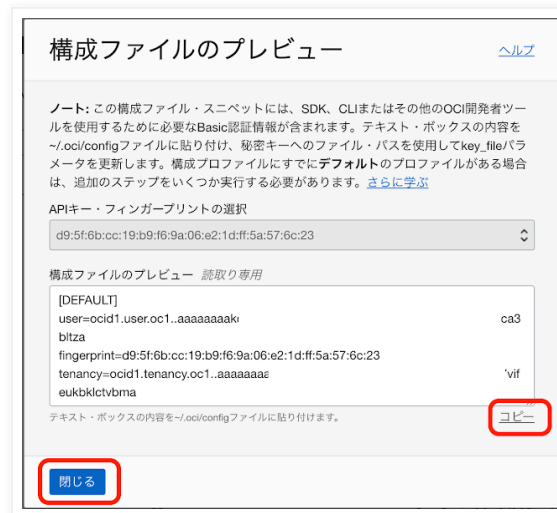 構成ファイルのプレビュー
ヘルプ
ノート: この構成ファイル・スニペットには、SDK、CLIまたはその他のOCI開発者ツー
ルを使用するために必要なBasic認証情報が含まれます。テキスト・ボックスの内容を
~/.oci/configファイルに貼り付け、秘密キーへのファイル・パスを使用してkey_fileパラ
メータを更新します。構成プロファイルにすでにデフォルトのプロファイルがある場合
は、追加のステップをいくつか実行する必要があります。さらに学ぶ
APIキー・フィンガープリントの選択
d9:5f:6b:cc:19:b9:f6:9a:06:e2:1d:ff:5a:57:6c:23
構成ファイルのプレビュー 読取り専用
[DEFAULT]
user=ocid1.user.oc1..aaaaaaaak ca3
bltza
fingerprint=d9:5f:6b:cc:19:b9:f6:9a:06:e2:1d:ff:5a:57:6c:23
tenancy=ocid1.tenancy.oc1..aaaaaaaa vif
eukbklctvbma
テキスト・ボックスの内容を~/.oci/configファイルに貼り付けます。
コピー
閉じる